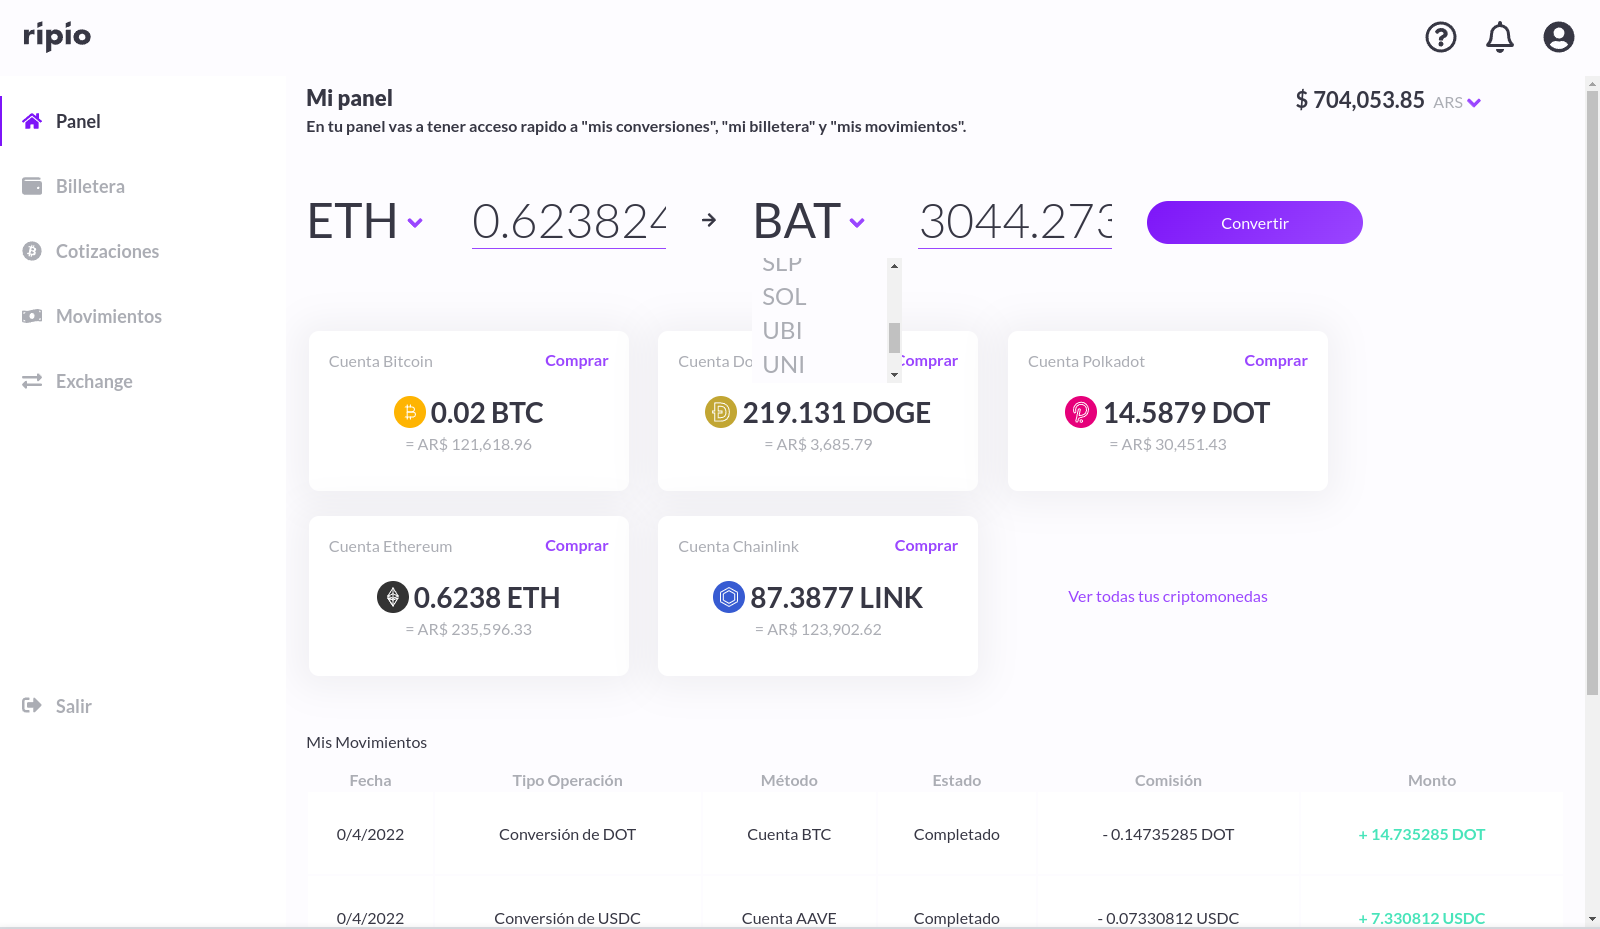 ripio
Panel
Billetera
Cotizaciones
Movimientos
Exchange
Salir
Mi panel
$ 704,053.85 ARS
En tu panel vas a tener acceso rapido a "mis conversiones", "mi billetera" y "mis movimientos".
ETH 0.623824 → BAT 3044.273 Convertir
SLP
SOL
UBI
UNI
Cuenta Bitcoin Comprar
0.02 BTC
= AR$ 121,618.96
Cuenta Do Comprar
219.131 DOGE
= AR$ 3,685.79
Cuenta Polkadot Comprar
14.5879 DOT
= AR$ 30,451.43
Cuenta Ethereum Comprar
0.6238 ETH
= AR$ 235,596.33
Cuenta Chainlink Comprar
87.3877 LINK
= AR$ 123,902.62
Ver todas tus criptomonedas
Mis Movimientos
Fecha Tipo Operación Método Estado Comisión Monto
0/4/2022 Conversión de DOT Cuenta BTC Completado - 0.14735285 DOT + 14.735285 DOT
0/4/2022 Conversión de USDC Cuenta AAVE Completado - 0.07330812 USDC + 7.330812 USDC